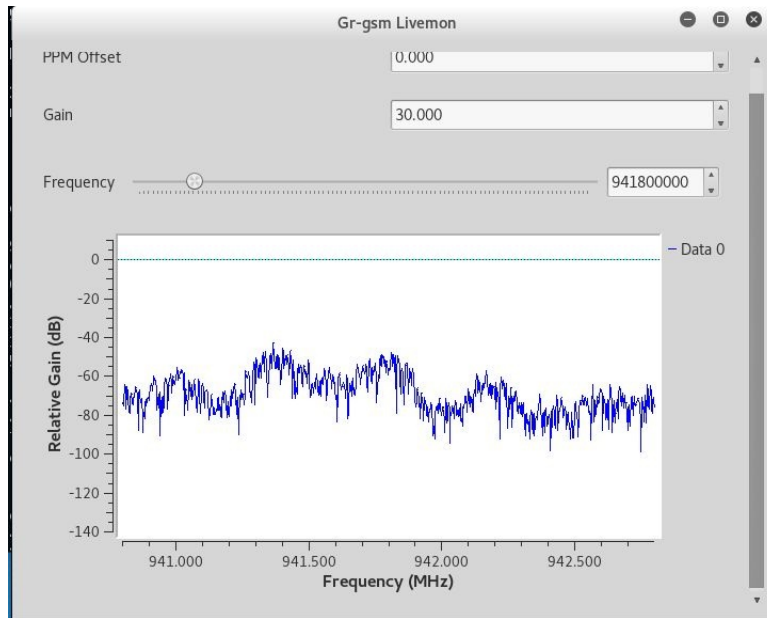 Gr-gsm Livemon
PPM Offset 0.000
Gain 30.000
Frequency 941800000
Data 0
0
-20
-40
-60
-80
-100
-120
-140
Relative Gain (dB)
941.000 941.500 942.000 942.500
Frequency (MHz)